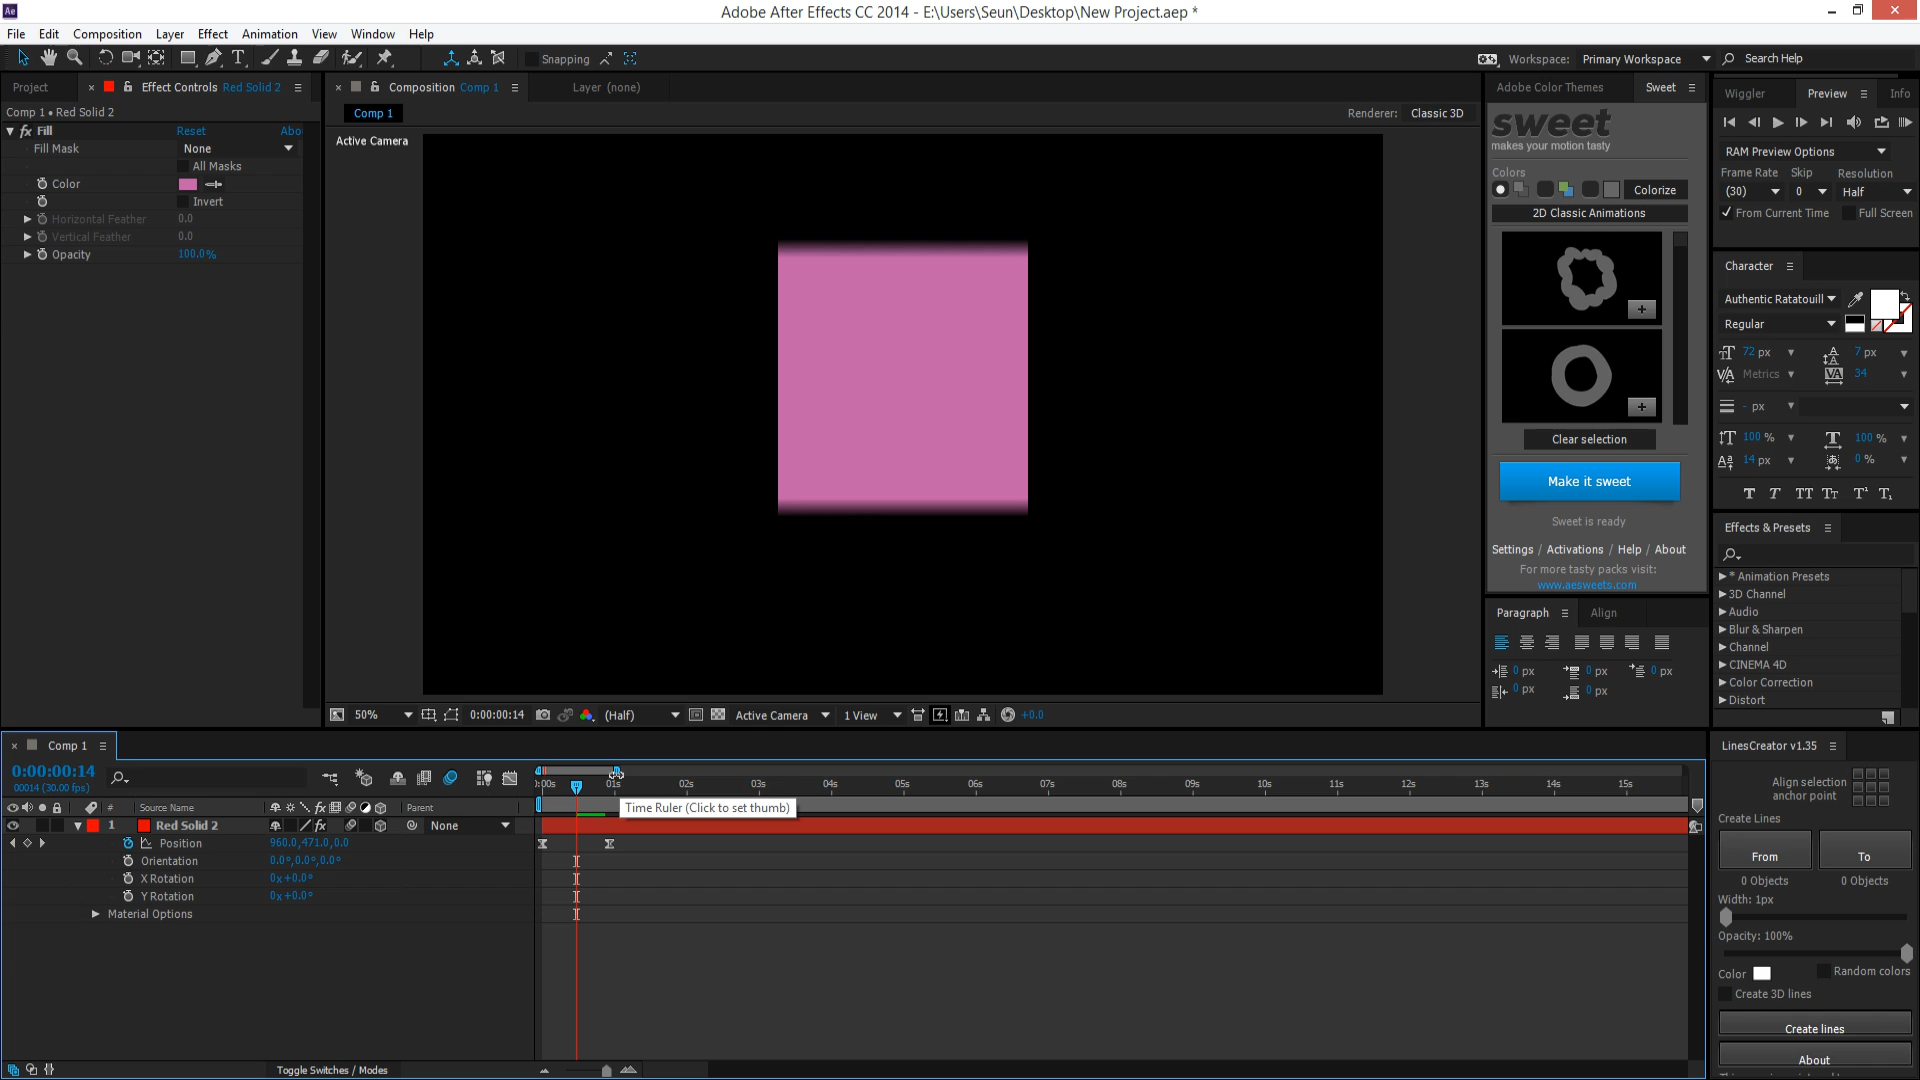 Adobe After Effects CC 2014 - E:\Users\Seun\Desktop\New Project.aep *
File Edit Composition Layer Effect Animation View Window Help
Snapping
Workspace: Primary Workspace
Search Help
Project
Effect Controls Red Solid 2
Comp 1 • Red Solid 2
fx Fill Reset Abo
Fill Mask None
All Masks
Color
Invert
Horizontal Feather 0.0
Vertical Feather 0.0
Opacity 100.0%
Composition Comp 1
Layer (none)
Comp 1
Renderer: Classic 3D
Active Camera
50% 0:00:00:14 (Half) Active Camera 1 View +0.0
Adobe Color Themes Sweet
sweet
makes your motion tasty
Colors
Colorize
2D Classic Animations
Clear selection
Make it sweet
Sweet is ready
Settings / Activations / Help / About
For more tasty packs visit:
www.aesweets.com
Paragraph Align
0 px 0 px 0 px
0 px 0 px
Wiggler Preview Info
RAM Preview Options
Frame Rate Skip Resolution
(30) 0 Half
From Current Time Full Screen
Character
Authentic Ratatouill
Regular
72 px 7 px
Metrics 34
- px
100 % 100 %
14 px 0 %
T T TT Tt T¹ T₁
Effects & Presets
* Animation Presets
3D Channel
Audio
Blur & Sharpen
Channel
CINEMA 4D
Color Correction
Distort
Comp 1
0:00:00:14
00014 (30.00 fps)
:00s 01s 02s 03s 04s 05s 06s 07s 08s 09s 10s 11s 12s 13s 14s 15s
Time Ruler (Click to set thumb)
# Source Name Parent
1 Red Solid 2 fx None
Position 960.0,471.0,0.0
Orientation 0.0°,0.0°,0.0°
X Rotation 0x+0.0°
Y Rotation 0x+0.0°
Material Options
Toggle Switches / Modes
LinesCreator v1.35
Align selection
anchor point
Create Lines
From To
0 Objects 0 Objects
Width: 1px
Opacity: 100%
Color Random colors
Create 3D lines
Create lines
About